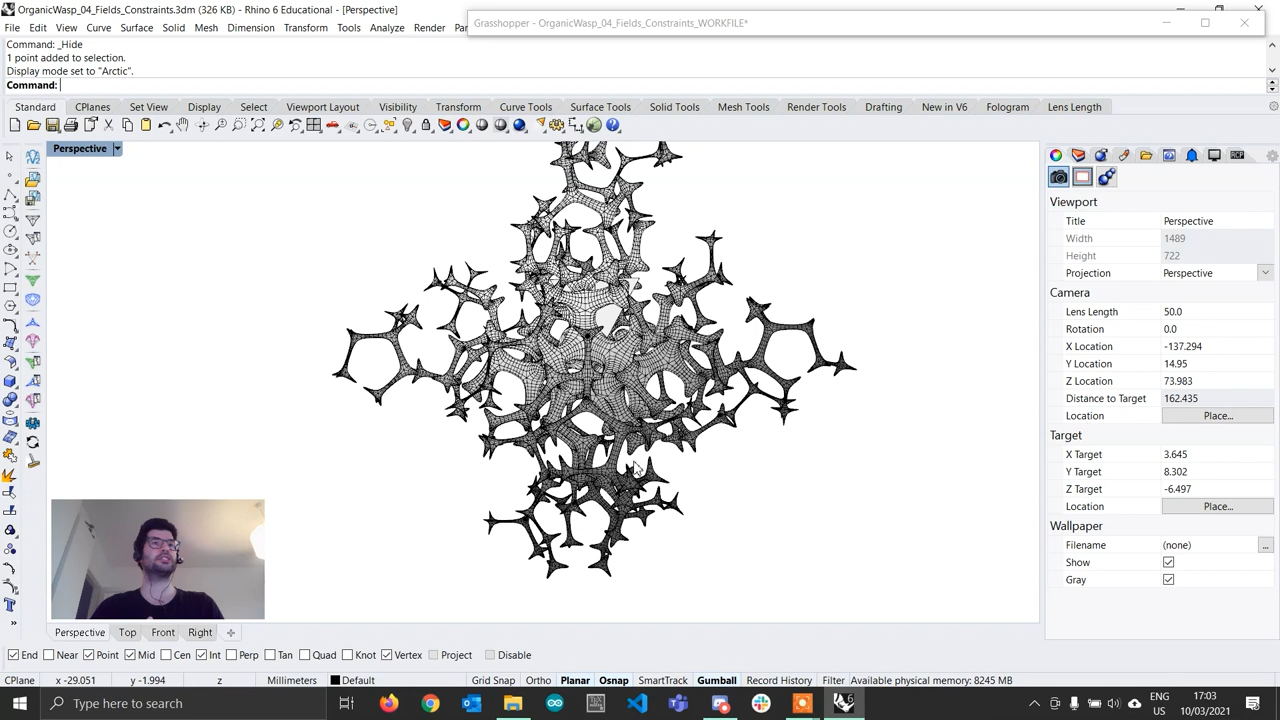 OrganicWasp_04_Fields_Constraints.3dm (326 KB) - Rhino 6 Educational - [Perspective]
Grasshopper - OrganicWasp_04_Fields_Constraints_WORKFILE*
File Edit View Curve Surface Solid Mesh Dimension Transform Tools Analyze Render
Command: _Hide
1 point added to selection.
Display mode set to "Arctic".
Command:
Standard CPlanes Set View Display Select Viewport Layout Visibility Transform Curve Tools Surface Tools Solid Tools Mesh Tools Render Tools Drafting New in V6 Fologram Lens Length
Perspective
Viewport
Title Perspective
Width 1489
Height 722
Projection Perspective
Camera
Lens Length 50.0
Rotation 0.0
X Location -137.294
Y Location 14.95
Z Location 73.983
Distance to Target 162.435
Location Place...
Target
X Target 3.645
Y Target 8.302
Z Target -6.497
Location Place...
Wallpaper
Filename (none) ...
Show
Gray
Perspective Top Front Right
End Near Point Mid Cen Int Perp Tan Quad Knot Vertex Project Disable
CPlane x -29.051 y -1.994 z Millimeters Default Grid Snap Ortho Planar Osnap SmartTrack Gumball Record History Filter Available physical memory: 8245 MB
Type here to search
ENG
US
17:03
10/03/2021